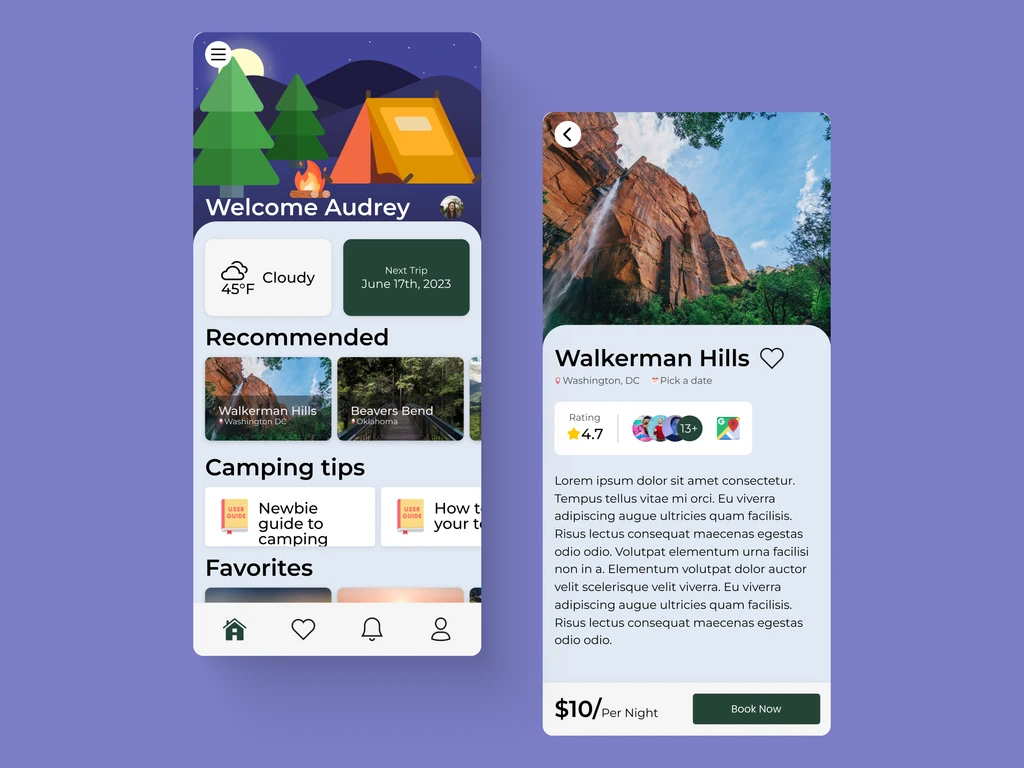 Welcome Audrey
45°F
Cloudy
Next Trip
June 17th, 2023
Recommended
Walkerman Hills
Washington DC
Beavers Bend
Oklahoma
Camping tips
USER
GUIDE
Newbie
guide to
camping
USER
GUIDE
How t
your t
Favorites
Walkerman Hills
Washington, DC
Pick a date
Rating
4.7
13+
G
Lorem ipsum dolor sit amet consectetur.
Tempus tellus vitae mi orci. Eu viverra
adipiscing augue ultricies quam facilisis.
Risus lectus consequat maecenas egestas
odio odio. Volutpat elementum urna facilisi
non in a. Elementum volutpat dolor auctor
velit scelerisque velit viverra. Eu viverra
adipiscing augue ultricies quam facilisis.
Risus lectus consequat maecenas egestas
odio odio.
$10/Per Night
Book Now